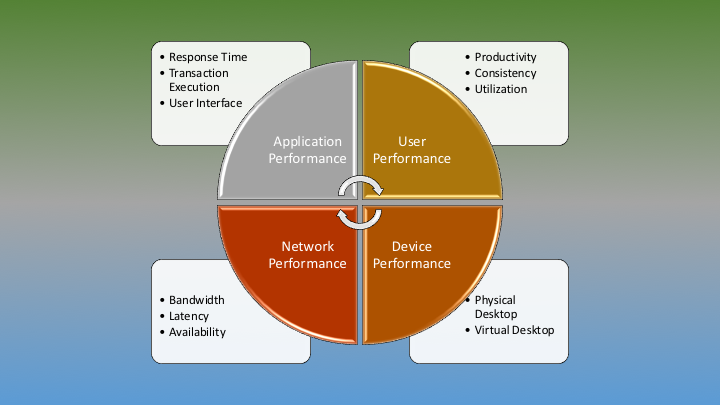 • Response Time
• Transaction
Execution
• User Interface
• Productivity
• Consistency
• Utilization
Application
Performance
User
Performance
Network
Performance
Device
Performance
• Bandwidth
• Latency
• Availability
• Physical
Desktop
• Virtual Desktop